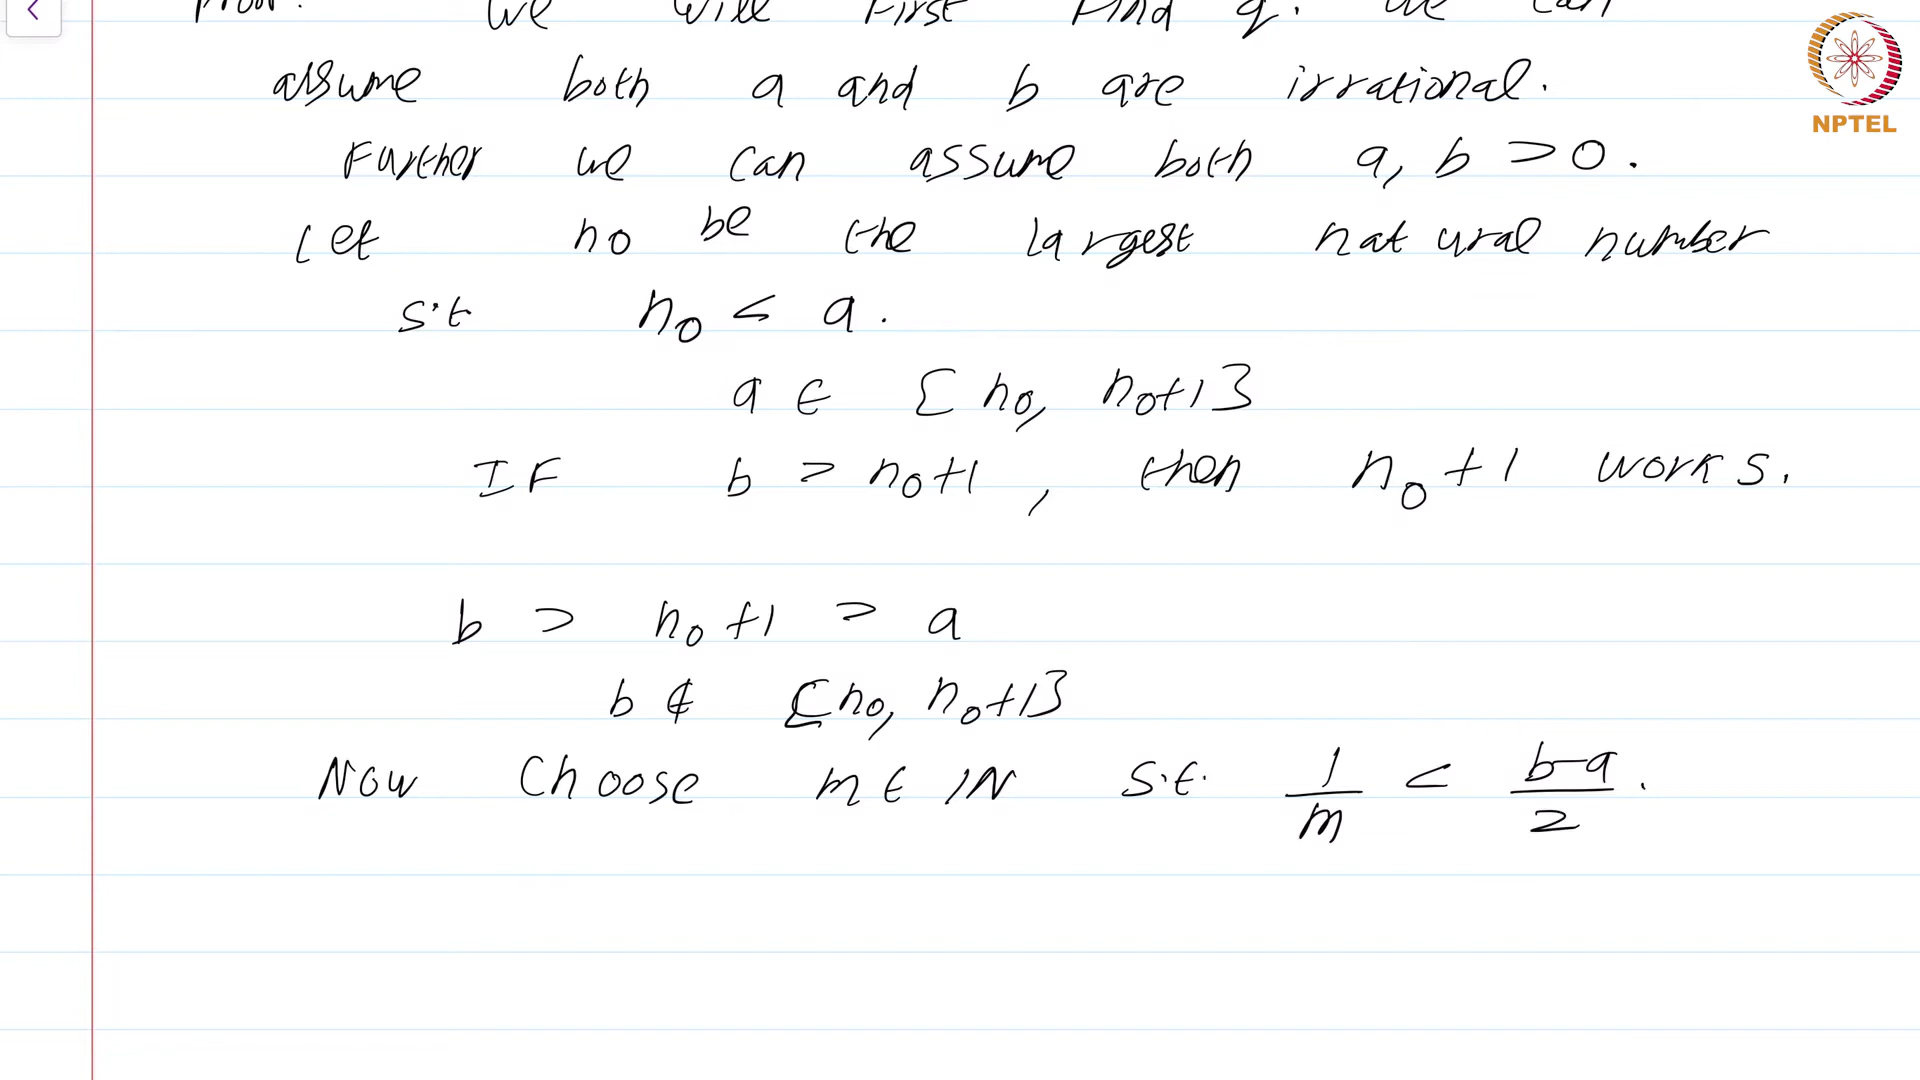 Proof: We will first find q. We can
assume both a and b are irrational.
NPTEL
Further we can assume both a, b > 0.
Let n₀ be the largest natural number
s.t n₀ < a.
a ∈ [n₀, n₀+1]
If b > n₀+1, then n₀+1 works.
b > n₀+1 > a
b ∉ [n₀, n₀+1]
Now choose m ∈ ℕ s.t. 1/m < (b-a)/2.